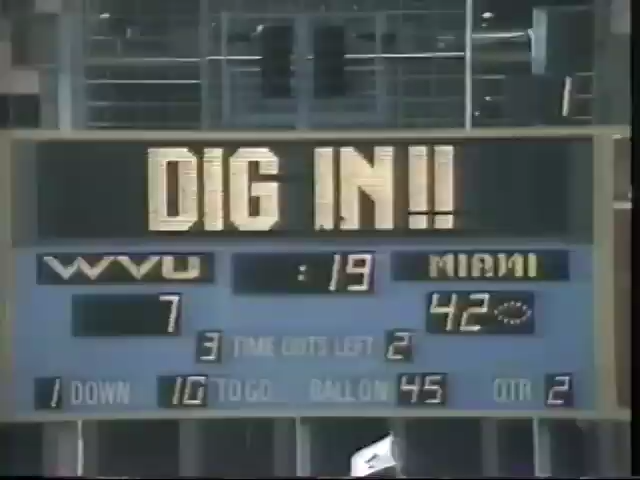 DIG IN!!
WVU :19 MIAMI
7 42
3 TIME OUTS LEFT 2
1 DOWN 10 TO GO BALL ON 45 QTR 2